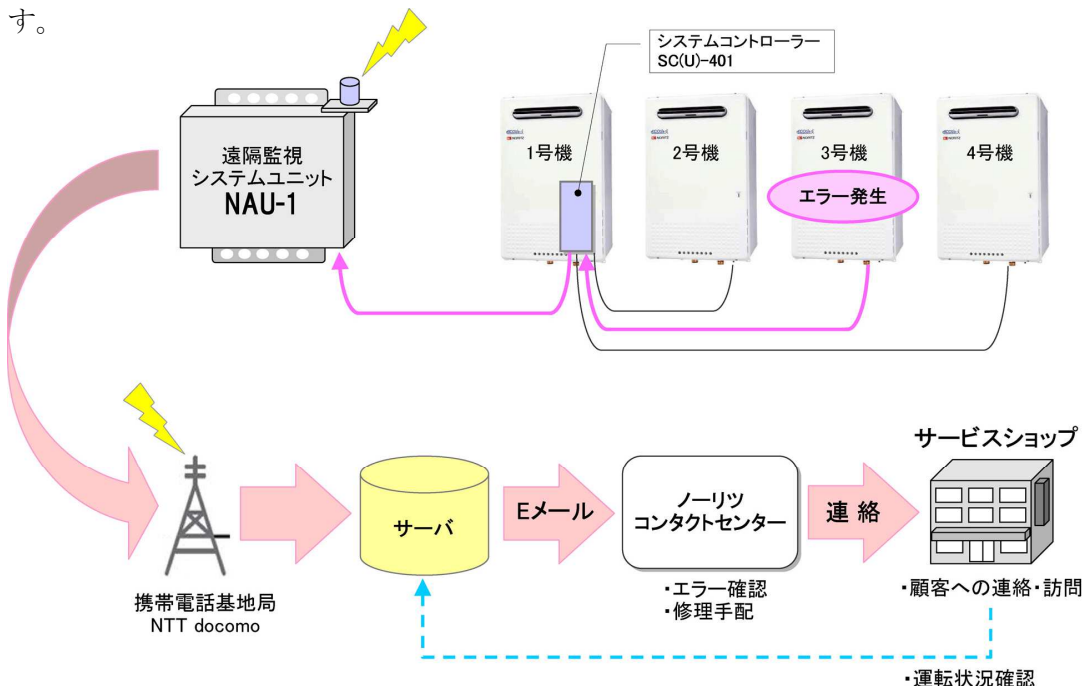 す。
システムコントローラー
SC(U)-401
遠隔監視
システムユニット
NAU-1
1号機
2号機
3号機
4号機
エラー発生
NORITZ
NORITZ
NORITZ
NORITZ
サービスショップ
サーバ
Eメール
ノーリツ
コンタクトセンター
連 絡
携帯電話基地局
NTT docomo
・エラー確認
・修理手配
・顧客への連絡・訪問
・運転状況確認